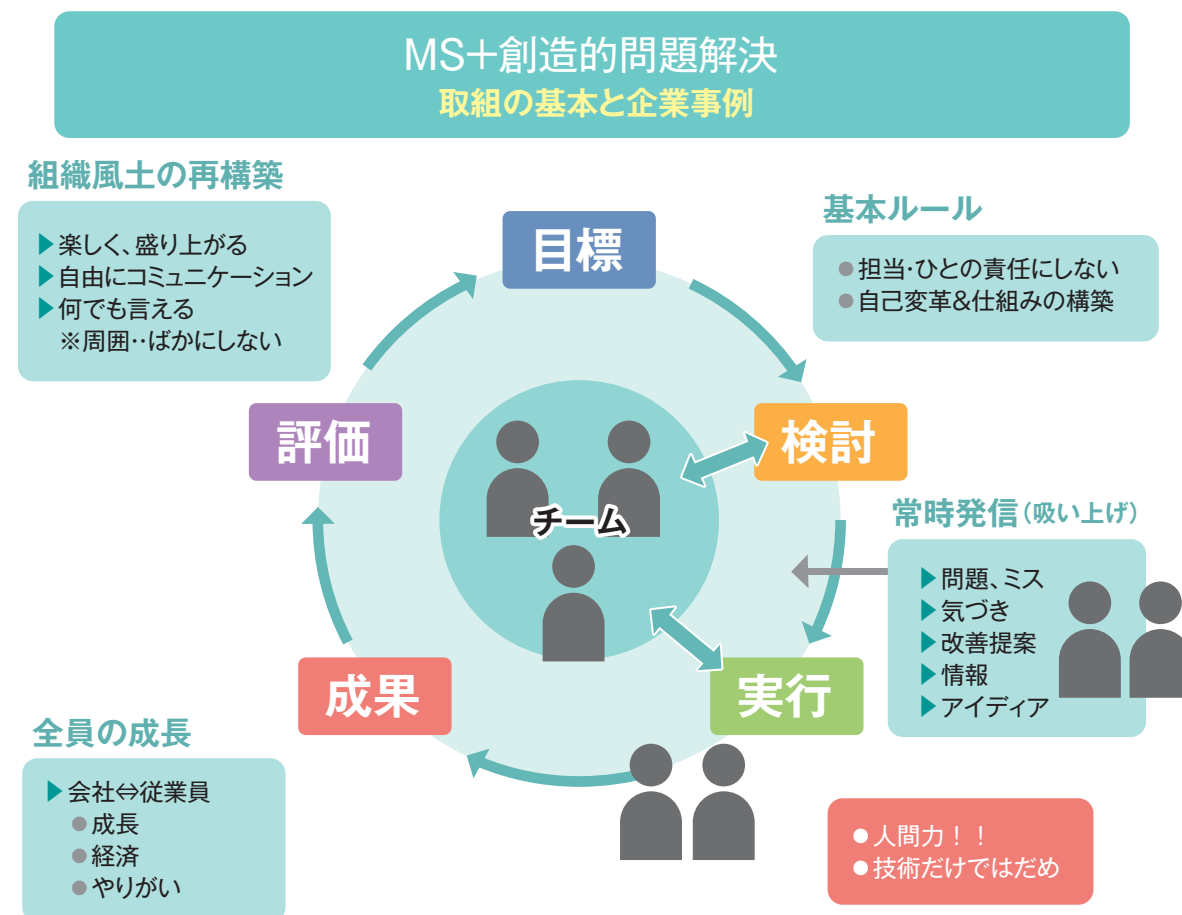 MS＋創造的問題解決
取組の基本と企業事例
組織風土の再構築
▶楽しく、盛り上がる
▶自由にコミュニケーション
▶何でも言える
※周囲‥ばかにしない
基本ルール
●担当・ひとの責任にしない
●自己変革&仕組みの構築
目標
評価
検討
チーム
常時発信（吸い上げ）
▶問題、ミス
▶気づき
▶改善提案
▶情報
▶アイディア
成果
実行
全員の成長
▶会社⇔従業員
●成長
●経済
●やりがい
●人間力！！
●技術だけではだめ